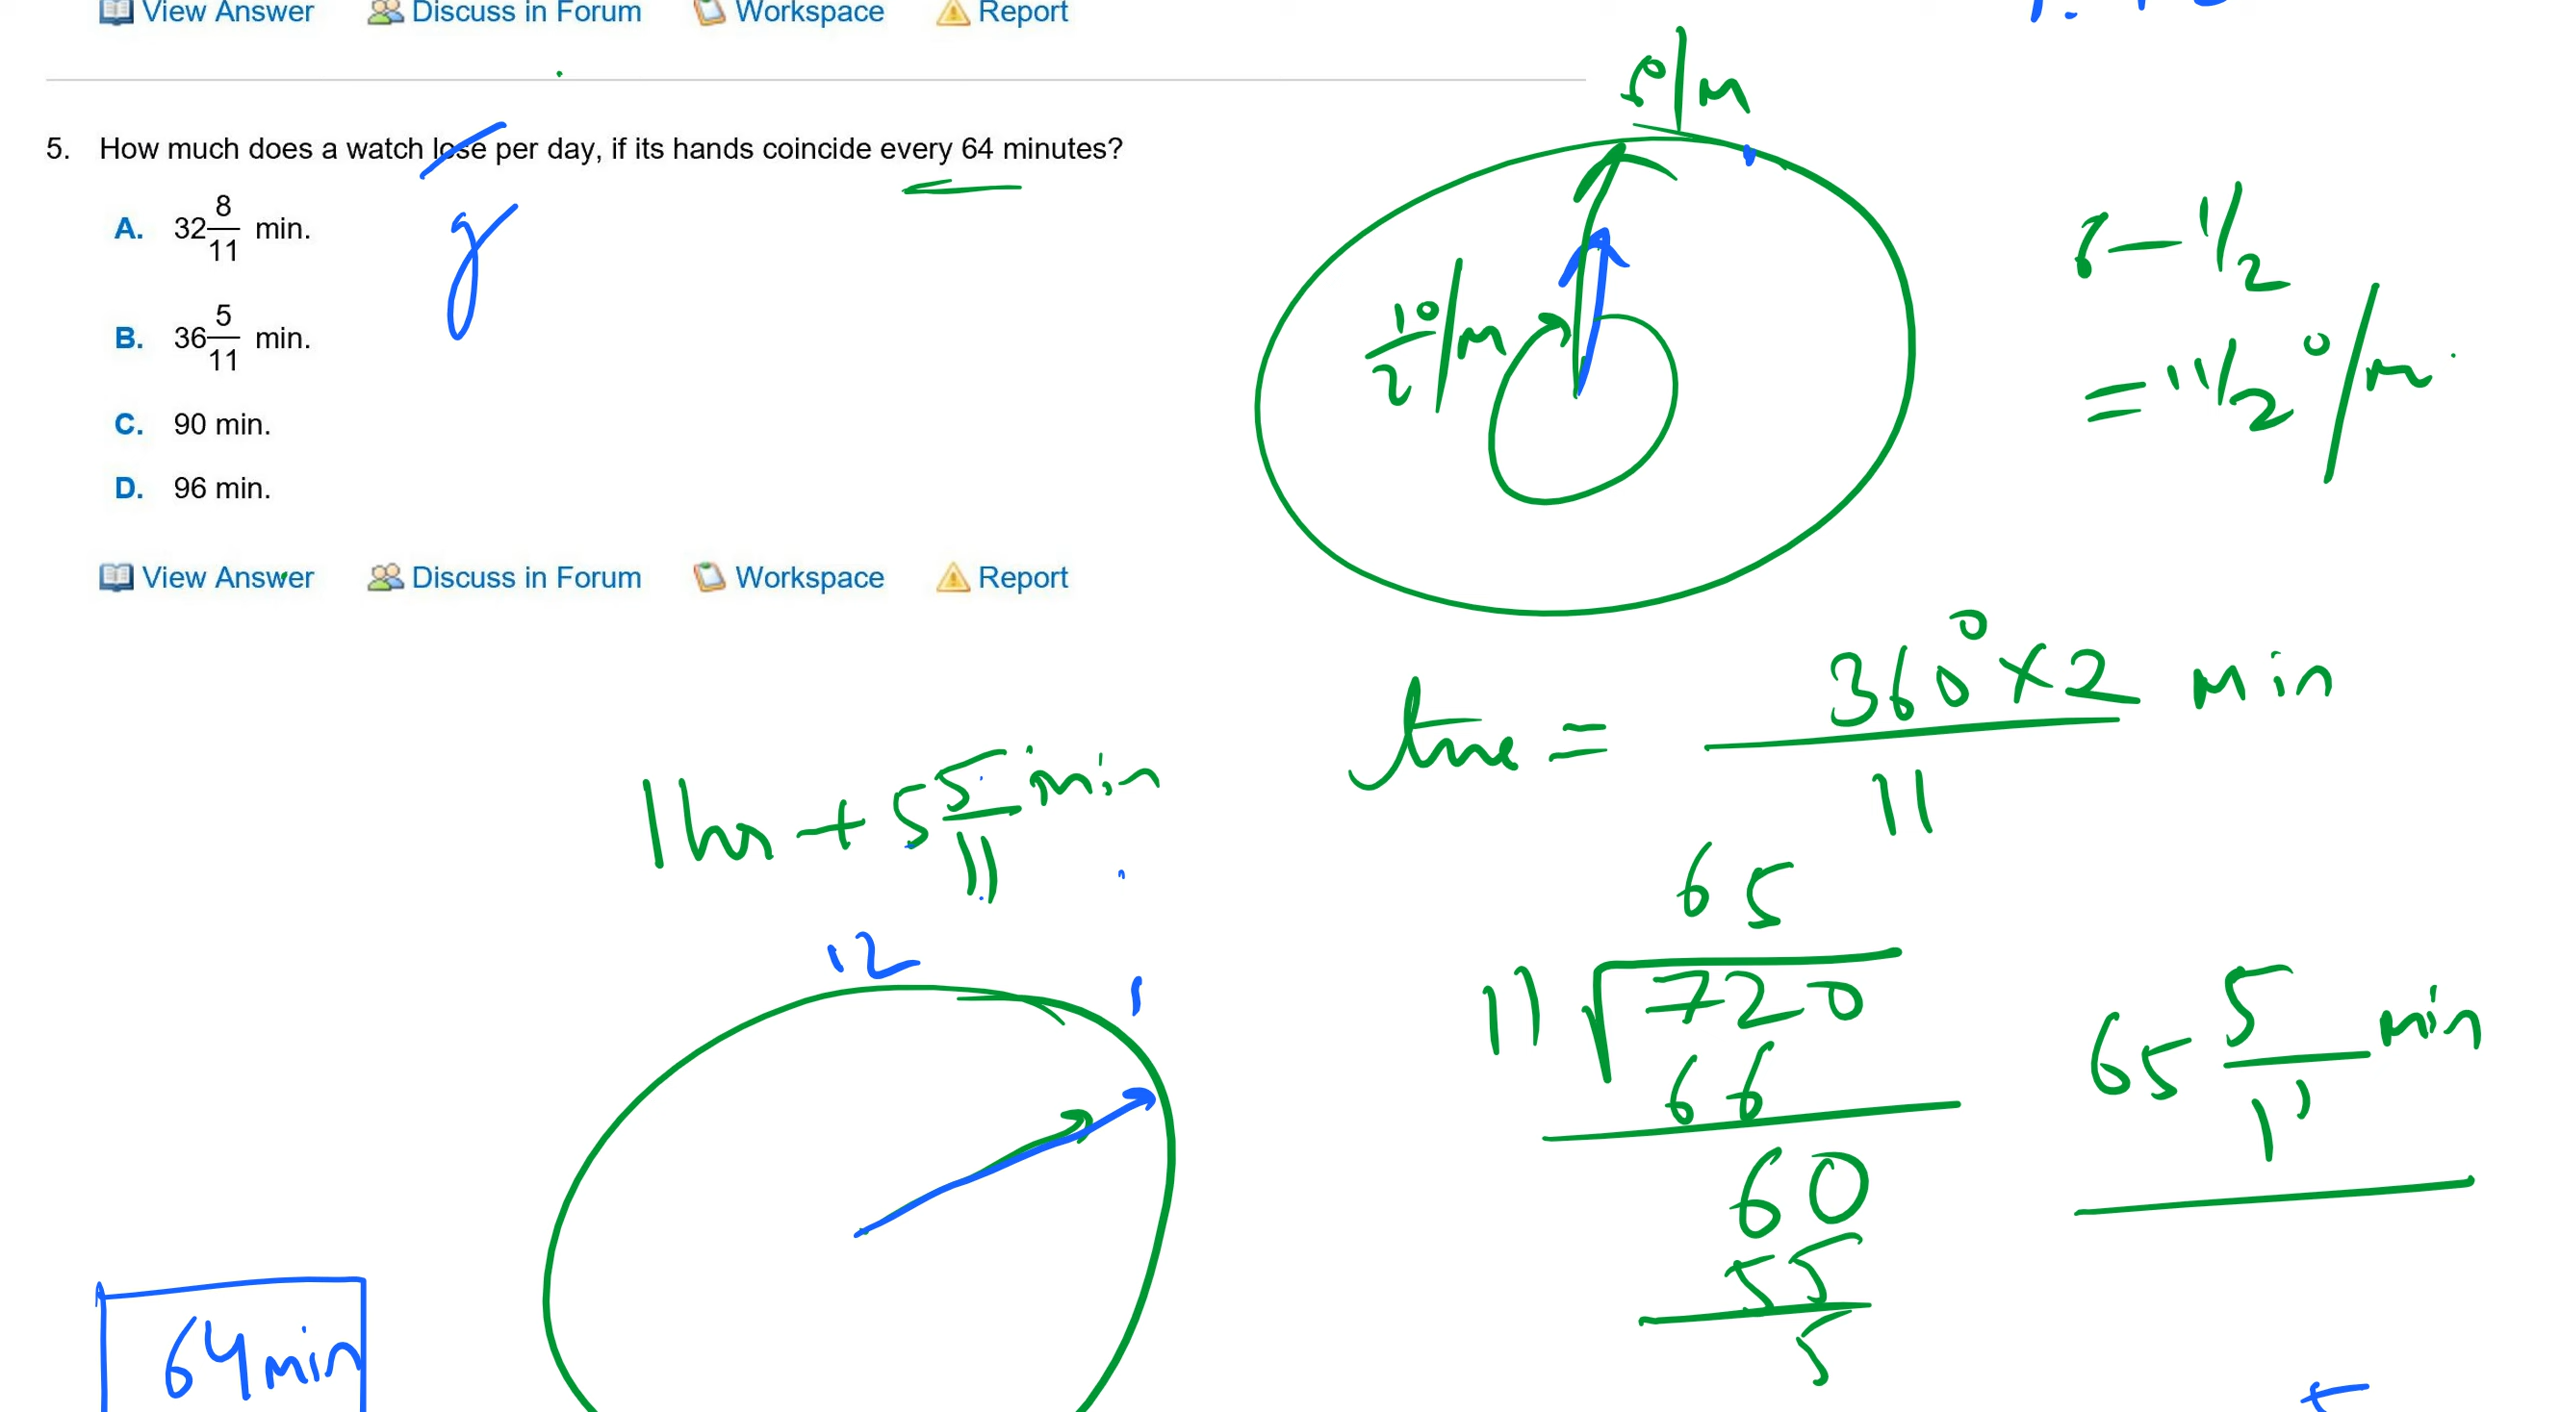 View Answer Discuss in Forum Workspace Report
5. How much does a watch lose per day, if its hands coincide every 64 minutes?
A. 32 8/11 min.
B. 36 5/11 min.
C. 90 min.
D. 96 min.
View Answer Discuss in Forum Workspace Report
g
1°/2 /m
6 - 1/2
= 11/2 °/m
time = 360° × 2 / 11 min
1 hr + 5 5/11 min
65
11 √720
66
60
55
5
65 5/11 min
12
1
64 min